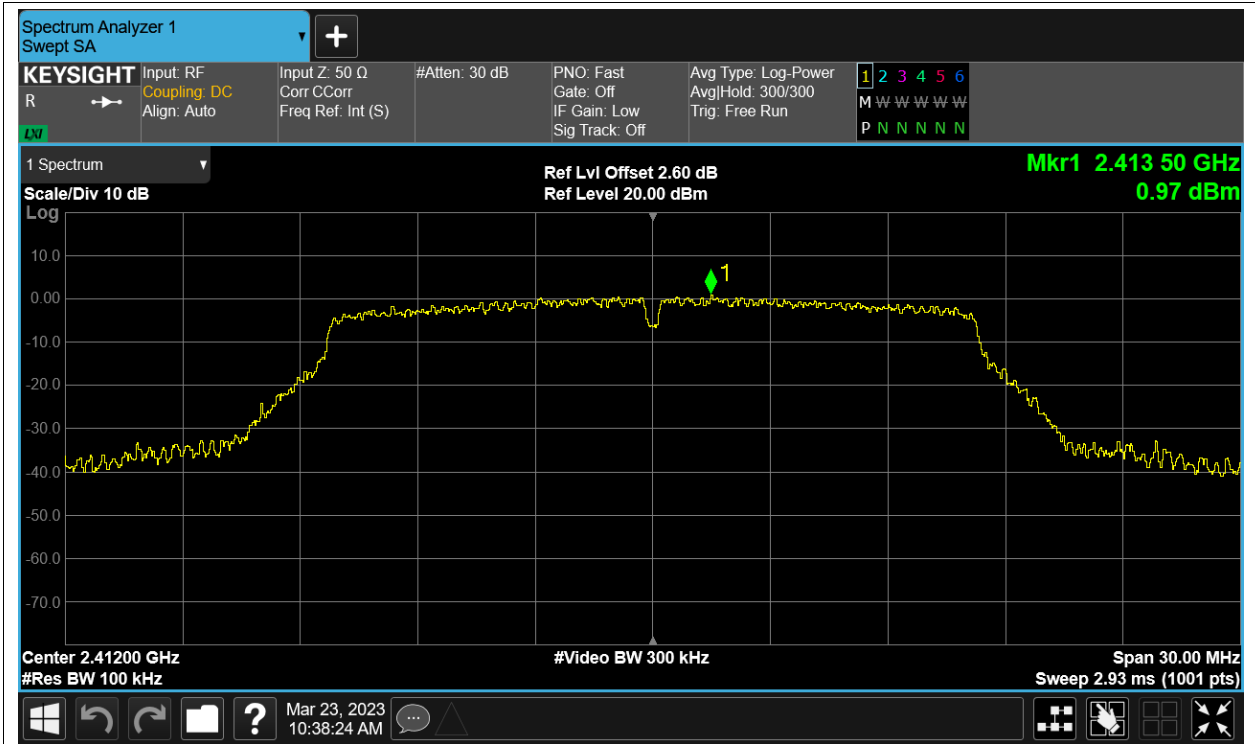 Spectrum Analyzer 1
Swept SA
KEYSIGHT
R
LXI
Input: RF
Coupling: DC
Align: Auto
Input Z: 50 Ω
Corr CCorr
Freq Ref: Int (S)
#Atten: 30 dB
PNO: Fast
Gate: Off
IF Gain: Low
Sig Track: Off
Avg Type: Log-Power
Avg|Hold: 300/300
Trig: Free Run
1 2 3 4 5 6
M W W W W W
P N N N N N
1 Spectrum
Scale/Div 10 dB
Log
Ref Lvl Offset 2.60 dB
Ref Level 20.00 dBm
Mkr1 2.413 50 GHz
0.97 dBm
1
10.0
0.00
-10.0
-20.0
-30.0
-40.0
-50.0
-60.0
-70.0
Center 2.41200 GHz
#Res BW 100 kHz
#Video BW 300 kHz
Span 30.00 MHz
Sweep 2.93 ms (1001 pts)
?
Mar 23, 2023
10:38:24 AM